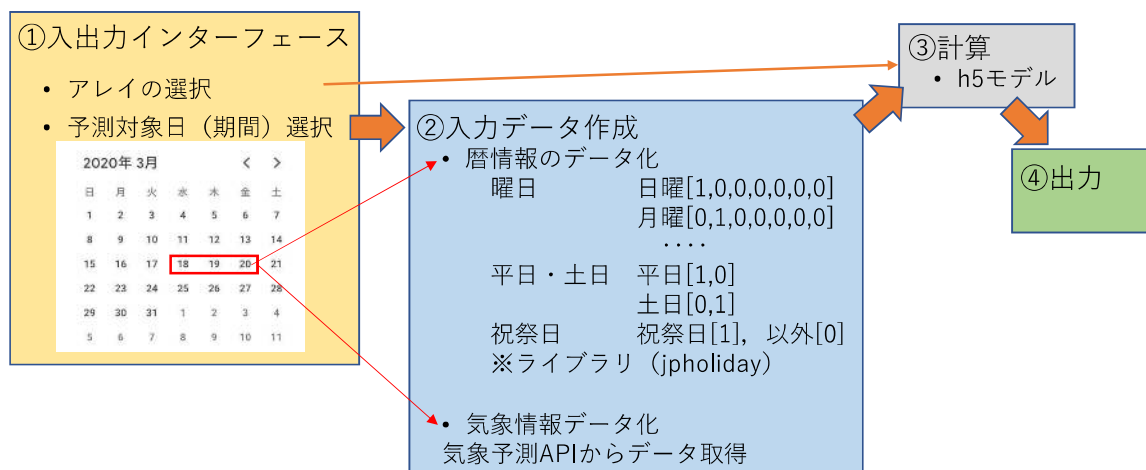 ①入出力インターフェース
• アレイの選択
• 予測対象日（期間）選択
2020年 3月 < >
日 月 火 水 木 金 土
1 2 3 4 5 6 7
8 9 10 11 12 13 14
15 16 17 18 19 20 21
22 23 24 25 26 27 28
29 30 31 1 2 3 4
5 6 7 8 9 10 11
②入力データ作成
• 暦情報のデータ化
曜日 日曜[1,0,0,0,0,0,0]
月曜[0,1,0,0,0,0,0]
････
平日・土日 平日[1,0]
土日[0,1]
祝祭日 祝祭日[1]，以外[0]
※ライブラリ（jpholiday）
• 気象情報データ化
気象予測APIからデータ取得
③計算
• h5モデル
④出力